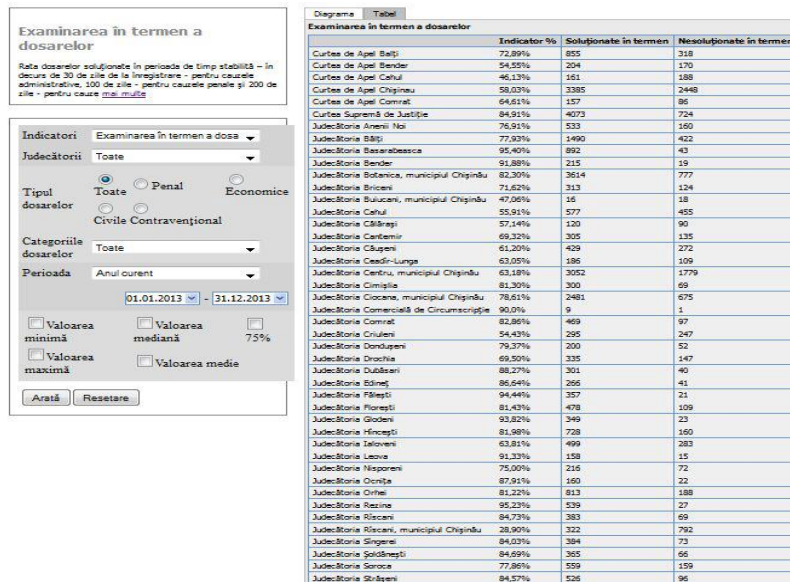 Examinarea în termen a
dosarelor
Rata dosarelor soluționate în perioada de timp stabilită – în
decurs de 30 de zile de la înregistrare - pentru cauzele
administrative, 100 de zile - pentru cauzele penale și 200 de
zile - pentru cauze mai multe
Indicatori Examinarea în termen a dosa
Judecătorii Toate
Tipul dosarelor
Toate Penal Economice
Civile Contravențional
Categoriile dosarelor Toate
Perioada Anul curent
01.01.2013 - 31.12.2013
Valoarea minimă Valoarea mediană 75%
Valoarea maximă Valoarea medie
Arată Resetare
Diagrama Tabel
Examinarea în termen a dosarelor
Indicator % Soluționate în termen Nesoluționate în termen
Curtea de Apel Balți 72,89% 855 318
Curtea de Apel Bender 54,55% 204 170
Curtea de Apel Cahul 46,13% 161 188
Curtea de Apel Chișinau 58,03% 3385 2448
Curtea de Apel Comrat 64,61% 157 86
Curtea Supremă de Justiție 84,91% 4073 724
Judecătoria Anenii Noi 76,91% 533 160
Judecătoria Bălți 77,93% 1490 422
Judecătoria Basarabeasca 95,40% 892 43
Judecătoria Bender 91,88% 215 19
Judecătoria Botanica, municipiul Chișinău 82,30% 3614 777
Judecătoria Briceni 71,62% 313 124
Judecătoria Buiucani, municipiul Chișinău 47,06% 16 18
Judecătoria Cahul 55,91% 577 455
Judecătoria Călărași 57,14% 120 90
Judecătoria Cantemir 69,32% 305 135
Judecătoria Căușeni 61,20% 429 272
Judecătoria Ceadîr-Lunga 63,05% 186 109
Judecătoria Centru, municipiul Chișinău 63,18% 3052 1779
Judecătoria Cimișlia 81,30% 300 69
Judecătoria Ciocana, municipiul Chișinău 78,61% 2481 675
Judecătoria Comercială de Circumscripție 90,0% 9 1
Judecătoria Comrat 82,86% 469 97
Judecătoria Criuleni 54,43% 295 247
Judecătoria Dondușeni 79,37% 200 52
Judecătoria Drochia 69,50% 335 147
Judecătoria Dubăsari 88,27% 301 40
Judecătoria Edineț 86,64% 266 41
Judecătoria Fălești 94,44% 357 21
Judecătoria Florești 81,43% 478 109
Judecătoria Glodeni 93,82% 349 23
Judecătoria Hîncești 81,98% 728 160
Judecătoria Ialoveni 63,81% 499 283
Judecătoria Leova 91,33% 158 15
Judecătoria Nisporeni 75,00% 216 72
Judecătoria Ocnița 87,91% 160 22
Judecătoria Orhei 81,22% 813 188
Judecătoria Rezina 95,23% 539 27
Judecătoria Rîscani 84,73% 383 69
Judecătoria Rîscani, municipiul Chișinău 28,90% 322 792
Judecătoria Sîngerei 84,03% 384 73
Judecătoria Șoldănești 84,69% 365 66
Judecătoria Soroca 77,86% 559 159
Judecătoria Strășeni 84,57% 526 96